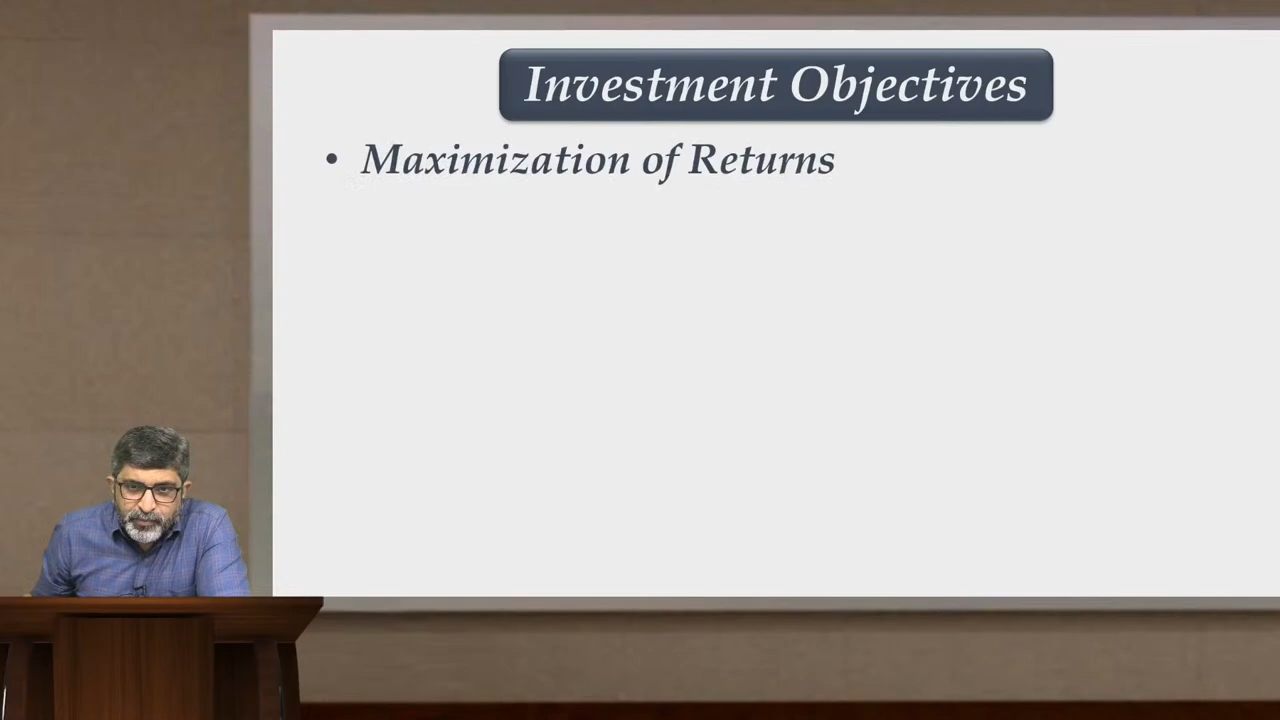 Investment Objectives
• Maximization of Returns